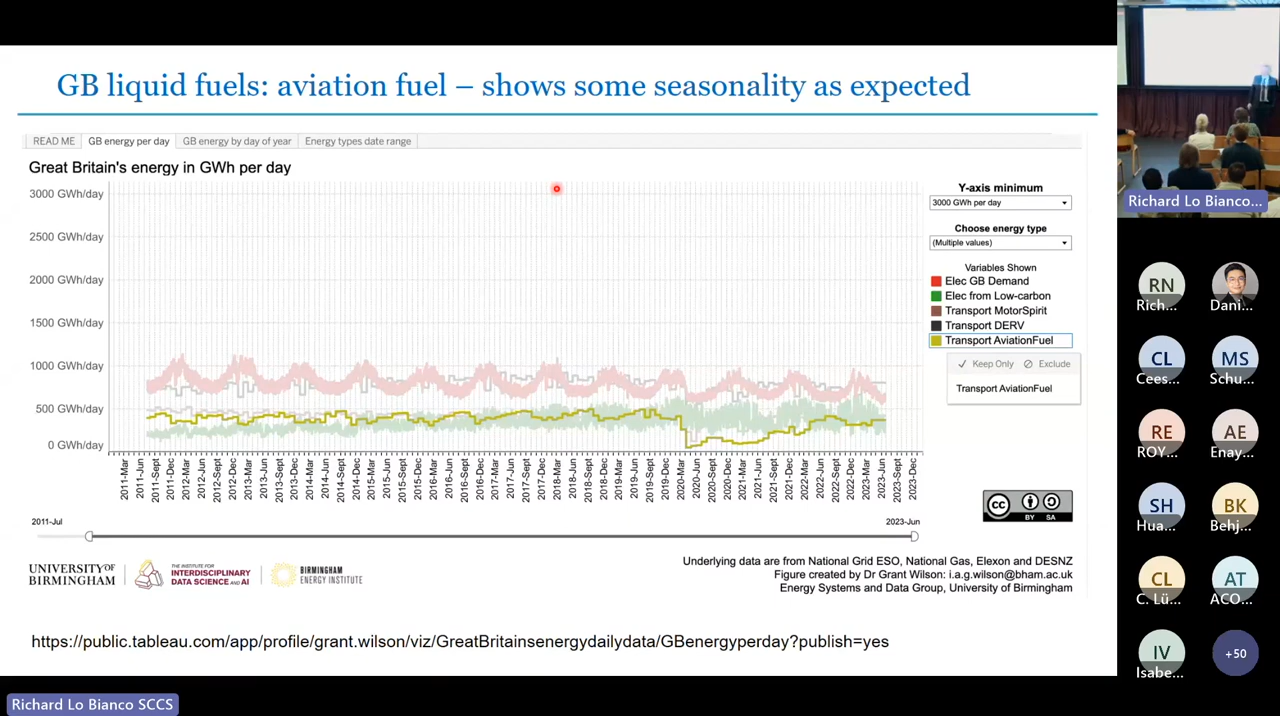 GB liquid fuels: aviation fuel – shows some seasonality as expected
READ ME
GB energy per day
GB energy by day of year
Energy types date range
Great Britain's energy in GWh per day
3000 GWh/day
2500 GWh/day
2000 GWh/day
1500 GWh/day
1000 GWh/day
500 GWh/day
0 GWh/day
2011-Mar
2011-Jun
2011-Sept
2011-Dec
2012-Mar
2012-Jun
2012-Sept
2012-Dec
2013-Mar
2013-Jun
2013-Sept
2013-Dec
2014-Mar
2014-Jun
2014-Sept
2014-Dec
2015-Mar
2015-Jun
2015-Sept
2015-Dec
2016-Mar
2016-Jun
2016-Sept
2016-Dec
2017-Mar
2017-Jun
2017-Sept
2017-Dec
2018-Mar
2018-Jun
2018-Sept
2018-Dec
2019-Mar
2019-Jun
2019-Sept
2019-Dec
2020-Mar
2020-Jun
2020-Sept
2020-Dec
2021-Mar
2021-Jun
2021-Sept
2021-Dec
2022-Mar
2022-Jun
2022-Sept
2022-Dec
2023-Mar
2023-Jun
2023-Sept
2023-Dec
2011-Jul
2023-Jun
Y-axis minimum
3000 GWh per day
Choose energy type
(Multiple values)
Variables Shown
Elec GB Demand
Elec from Low-carbon
Transport MotorSpirit
Transport DERV
Transport AviationFuel
Keep Only
Exclude
Transport AviationFuel
cc
BY SA
UNIVERSITY OF
BIRMINGHAM
THE INSTITUTE FOR
INTERDISCIPLINARY
DATA SCIENCE AND AI
BIRMINGHAM
ENERGY INSTITUTE
Underlying data are from National Grid ESO, National Gas, Elexon and DESNZ
Figure created by Dr Grant Wilson: i.a.g.wilson@bham.ac.uk
Energy Systems and Data Group, University of Birmingham
https://public.tableau.com/app/profile/grant.wilson/viz/GreatBritainsenergydailydata/GBenergyperday?publish=yes
Richard Lo Bianco SCCS
Richard Lo Bianco...
RN
Rich...
Dani...
CL
Cees...
MS
Schu...
RE
ROY...
AE
Enay...
SH
Hua...
BK
Behj...
CL
C. Lü...
AT
ACO...
IV
Isabe...
+50